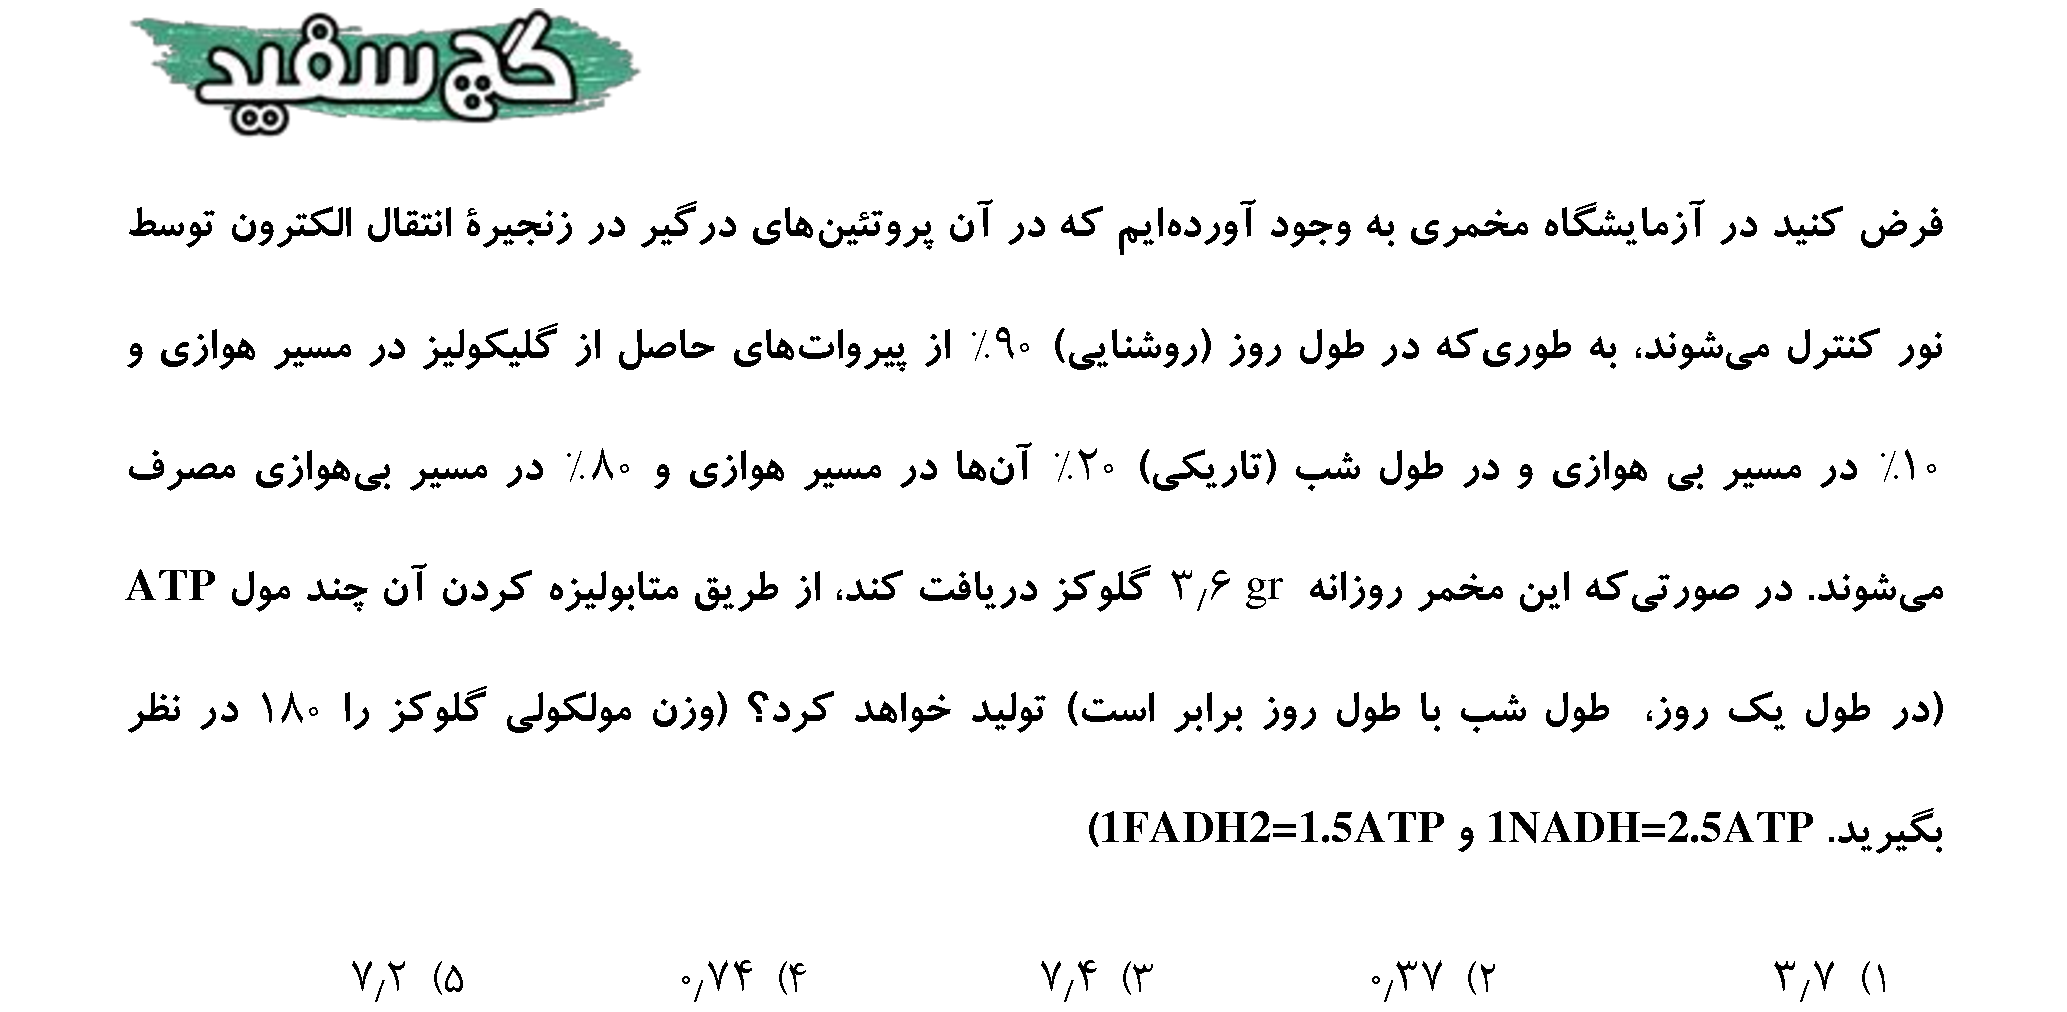 گچ سفید
فرض کنید در آزمایشگاه مخمری به وجود آورده‌ایم که در آن پروتئین‌های درگیر در زنجیرهٔ انتقال الکترون توسط
نور کنترل می‌شوند، به طوری‌که در طول روز (روشنایی) ۹۰٪ از پیروات‌های حاصل از گلیکولیز در مسیر هوازی و
۱۰٪ در مسیر بی هوازی و در طول شب (تاریکی) ۲۰٪ آن‌ها در مسیر هوازی و ۸۰٪ در مسیر بی‌هوازی مصرف
می‌شوند. در صورتی‌که این مخمر روزانه ۳٫۶ gr گلوکز دریافت کند، از طریق متابولیزه کردن آن چند مول ATP
(در طول یک روز، طول شب با طول روز برابر است) تولید خواهد کرد؟ (وزن مولکولی گلوکز را ۱۸۰ در نظر
بگیرید. 1NADH=2.5ATP و 1FADH2=1.5ATP)
۱) ۳٫۷ ۲) ۰٫۳۷ ۳) ۷٫۴ ۴) ۰٫۷۴ ۵) ۷٫۲